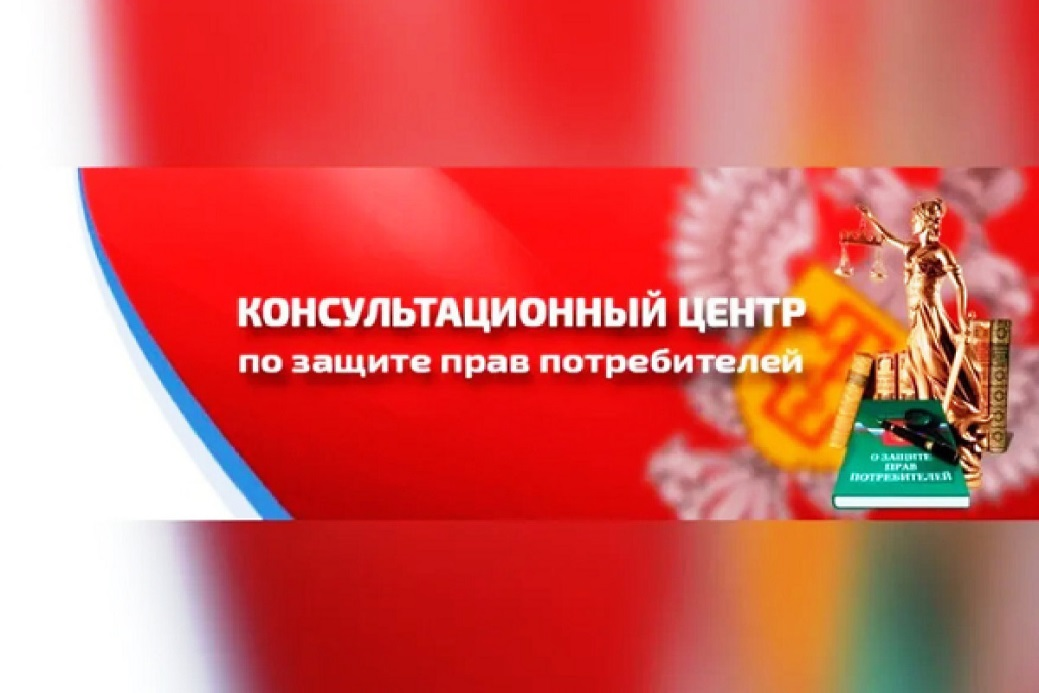 КОНСУЛЬТАЦИОННЫЙ ЦЕНТР
по защите прав потребителей
О ЗАЩИТЕ
ПРАВ
ПОТРЕБИТЕЛЕЙ